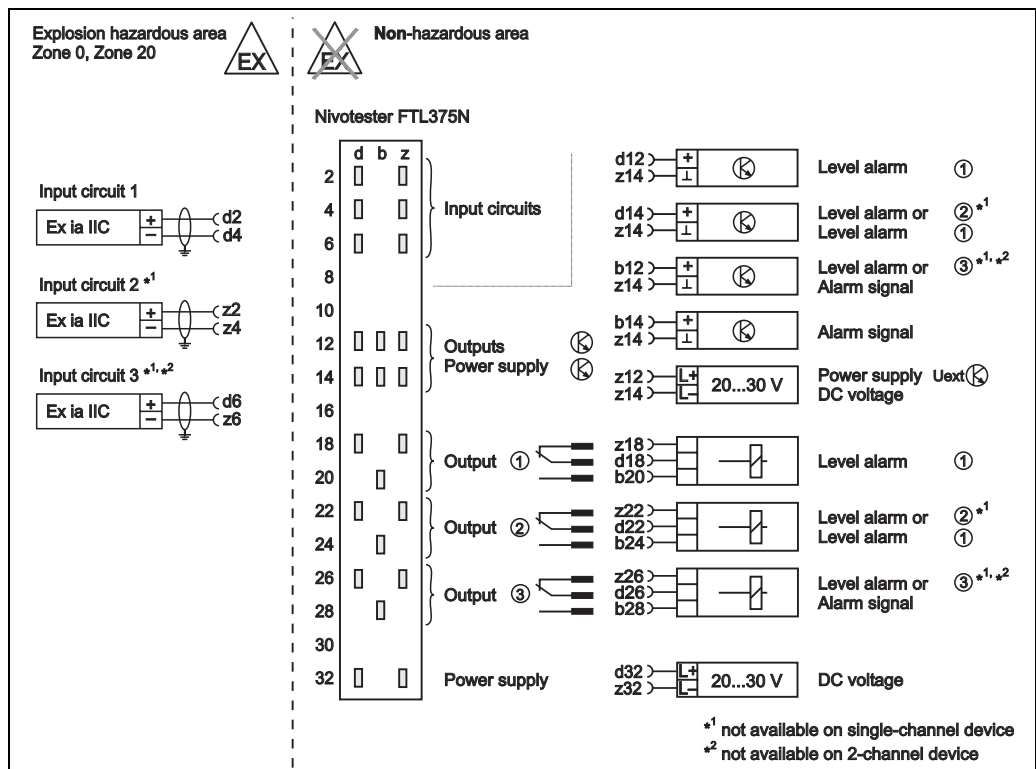 Explosion hazardous area
Zone 0, Zone 20
EX
EX
Non-hazardous area
Nivotester FTL375N
d b z
2
4
6
8
10
12
14
16
18
20
22
24
26
28
30
32
Input circuits
Outputs
Power supply
Output ①
Output ②
Output ③
Power supply
Input circuit 1
Ex ia IIC + − d2 d4
Input circuit 2 *1
Ex ia IIC + − z2 z4
Input circuit 3 *1, *2
Ex ia IIC + − d6 z6
d12 + Level alarm ①
z14 ⊥
d14 + Level alarm or ② *1
z14 ⊥ Level alarm ①
b12 + Level alarm or ③ *1, *2
z14 ⊥ Alarm signal
b14 + Alarm signal
z14 ⊥
z12 L+ 20...30 V Power supply Uext
z14 L− DC voltage
z18
d18 Level alarm ①
b20
z22 Level alarm or ② *1
d22 Level alarm ①
b24
z26 Level alarm or ③ *1, *2
d26 Alarm signal
b28
d32 L+ 20...30 V DC voltage
z32 L−
*1 not available on single-channel device
*2 not available on 2-channel device